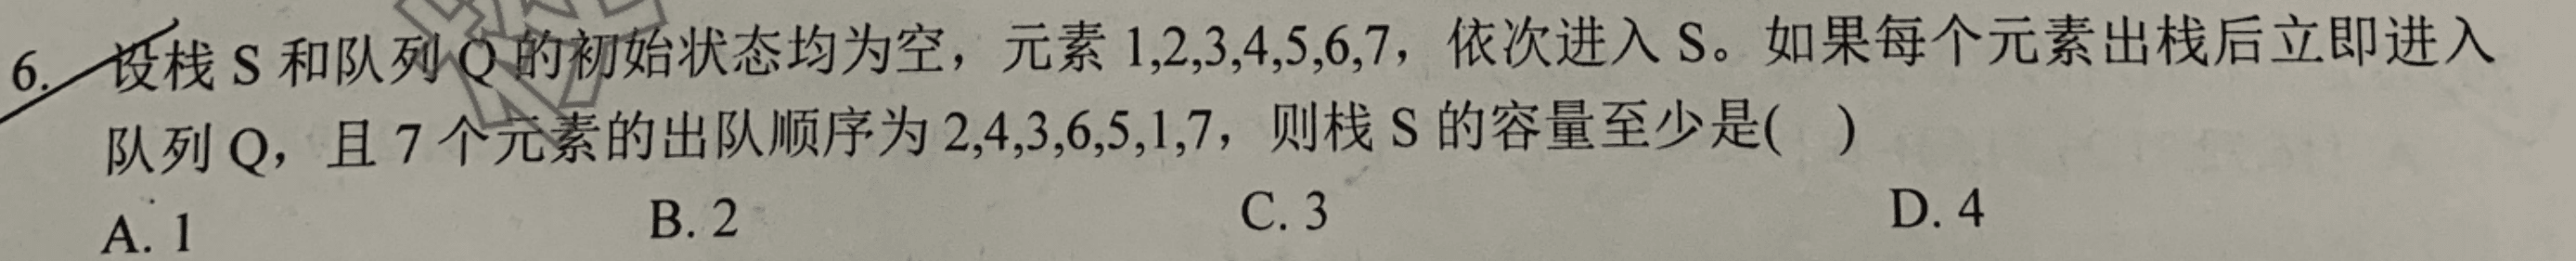 6. 设栈 S 和队列 Q 的初始状态均为空，元素 1,2,3,4,5,6,7，依次进入 S。如果每个元素出栈后立即进入
队列 Q，且 7 个元素的出队顺序为 2,4,3,6,5,1,7，则栈 S 的容量至少是(  )
A. 1 B. 2 C. 3 D. 4